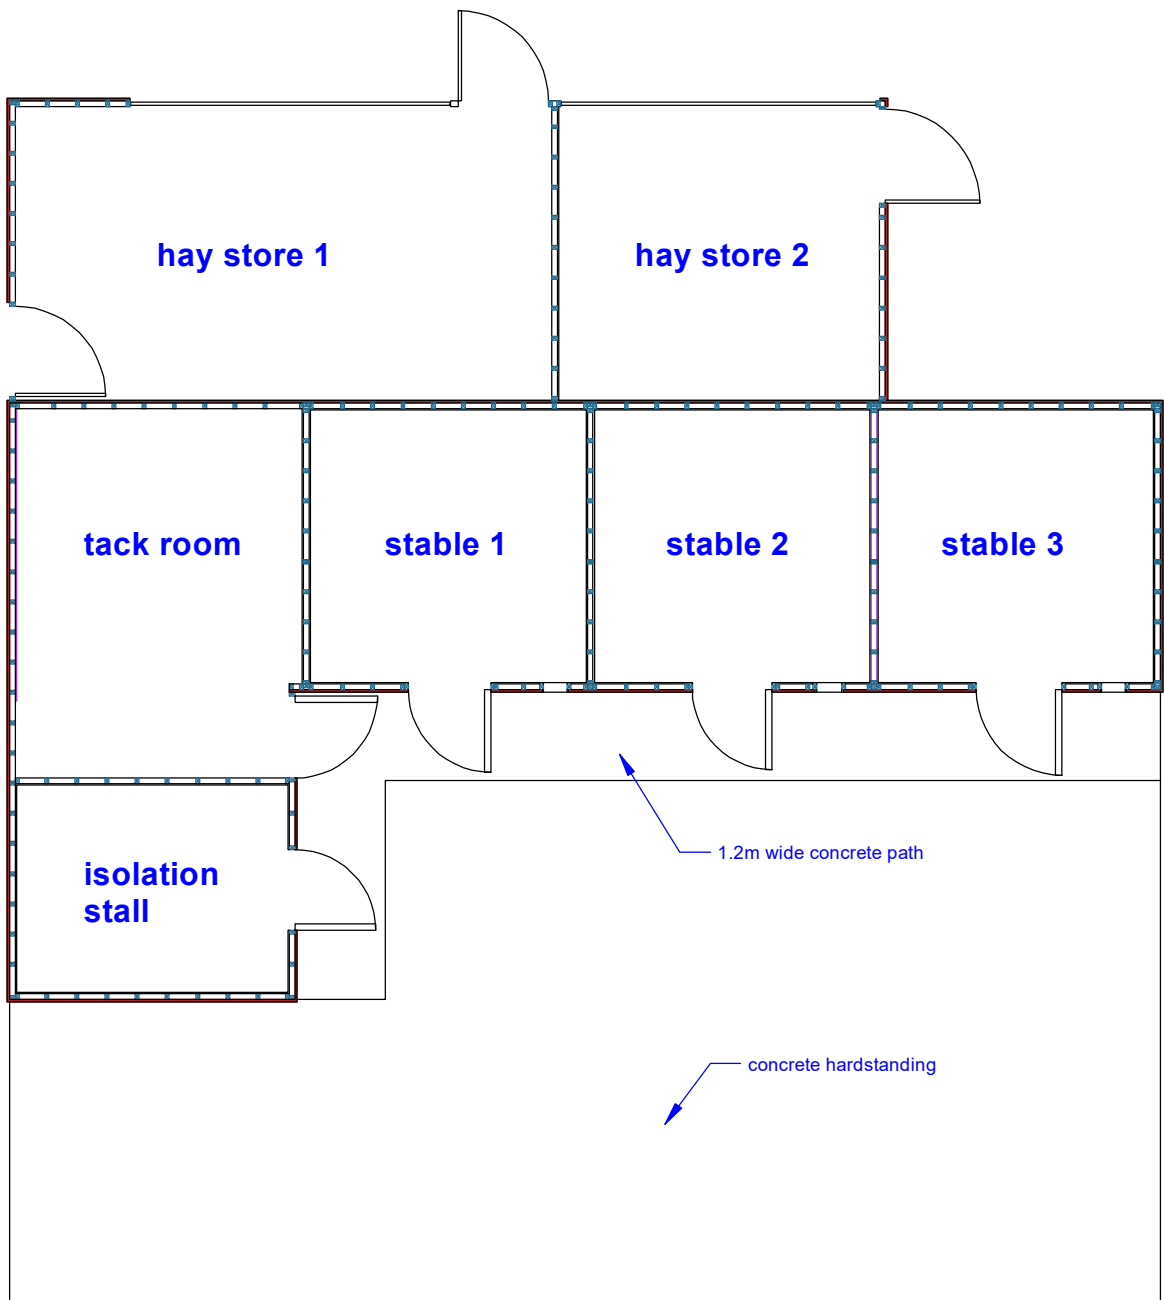 hay store 1
hay store 2
tack room
stable 1
stable 2
stable 3
1.2m wide concrete path
isolation
stall
concrete hardstanding